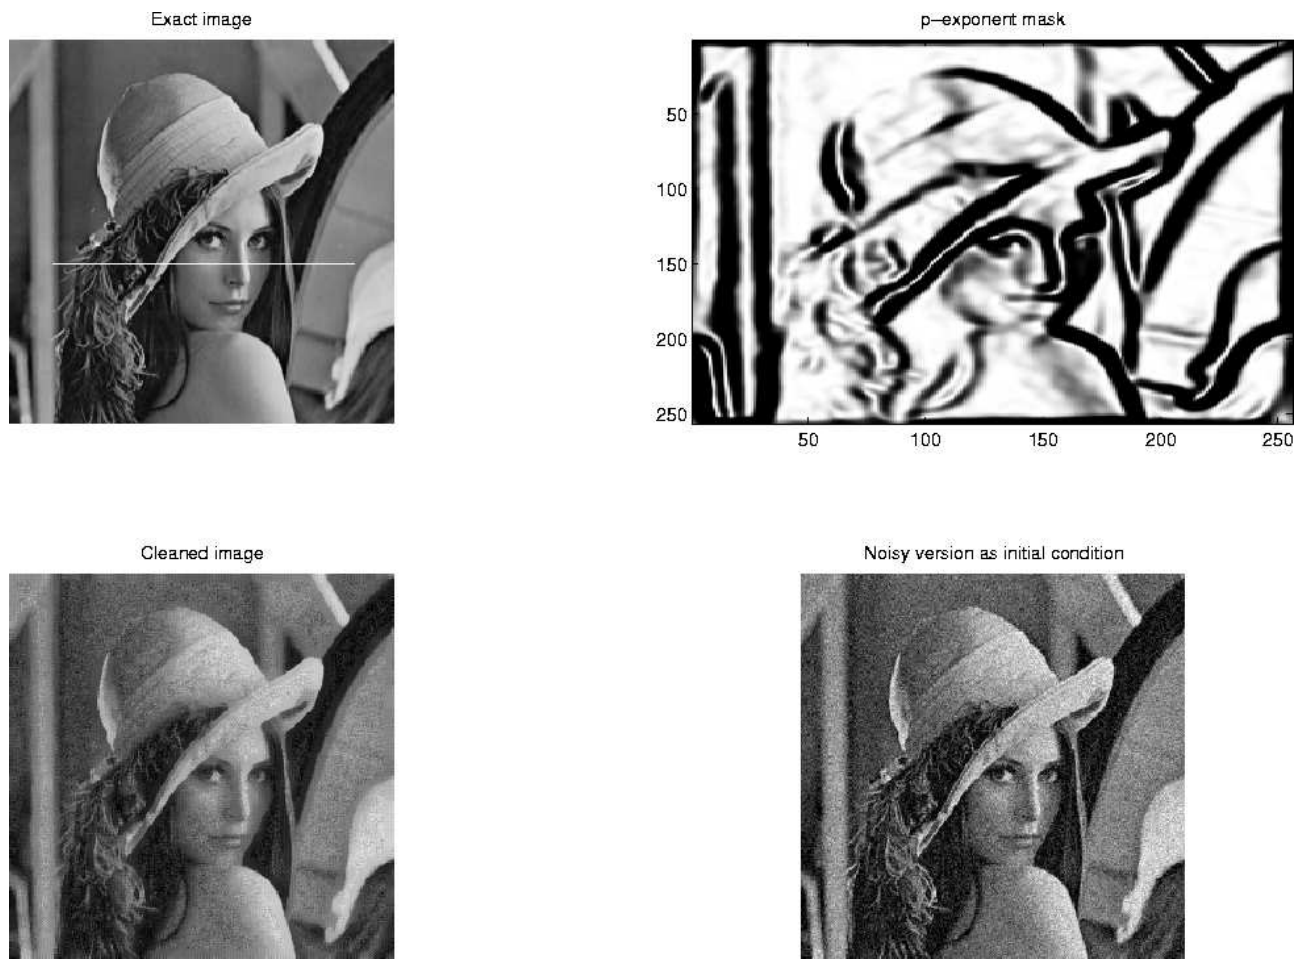 Exact image
p−exponent mask
50
100
150
200
250
50
100
150
200
250
Cleaned image
Noisy version as initial condition